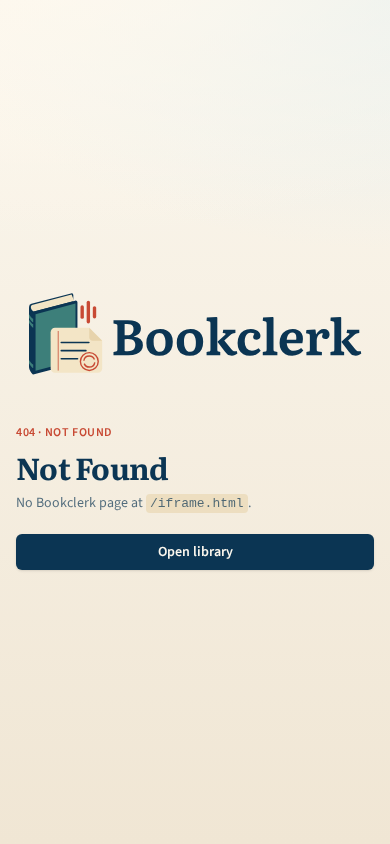 Bookclerk
404 · NOT FOUND
Not Found
No Bookclerk page at /iframe.html.
Open library